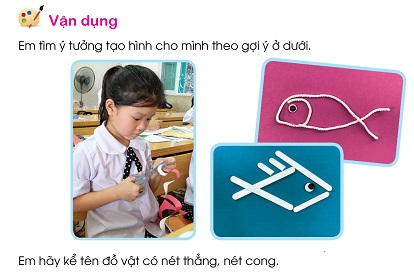 Vận dụng
Em tìm ý tưởng tạo hình cho mình theo gợi ý ở dưới.
Em hãy kể tên đồ vật có nét thẳng, nét cong.